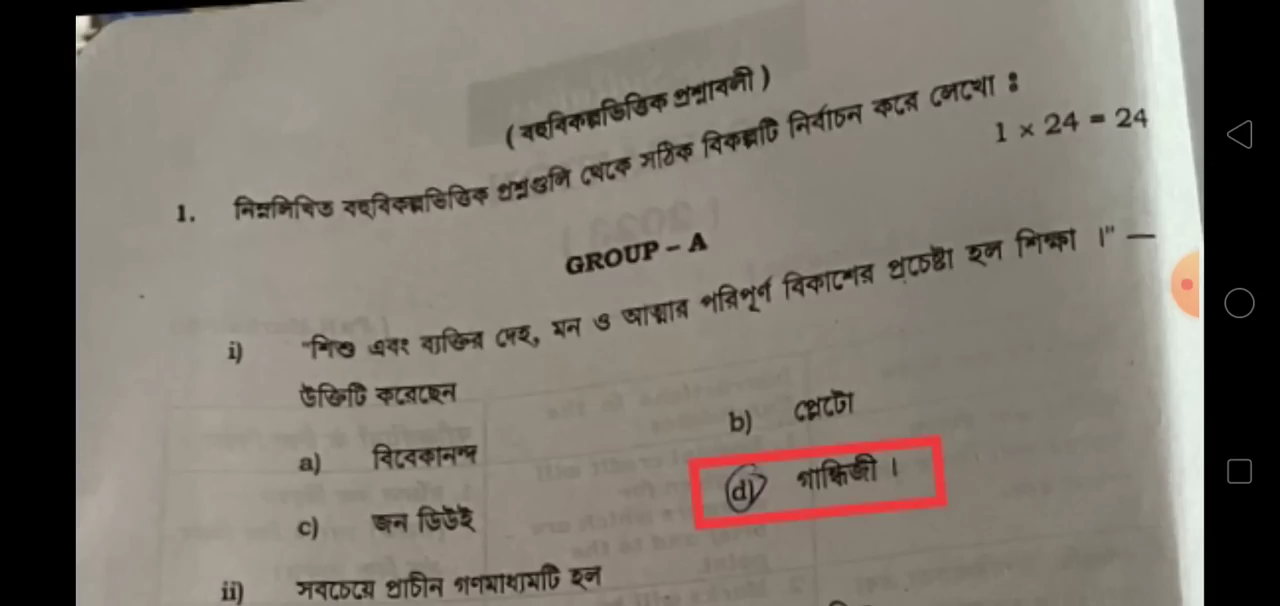 ( বহুবিকল্পভিত্তিক প্রশ্নাবলী )
1. নিম্নলিখিত বহুবিকল্পভিত্তিক প্রশ্নগুলি থেকে সঠিক বিকল্পটি নির্বাচন করে লেখো :
1 × 24 = 24
GROUP – A
i) "শিশু এবং ব্যক্তির দেহ, মন ও আত্মার পরিপূর্ণ বিকাশের প্রচেষ্টা হল শিক্ষা ।" —
উক্তিটি করেছেন
a) বিবেকানন্দ b) প্লেটো
c) জন ডিউই d) গান্ধিজী ।
ii) সবচেয়ে প্রাচীন গণমাধ্যমটি হল